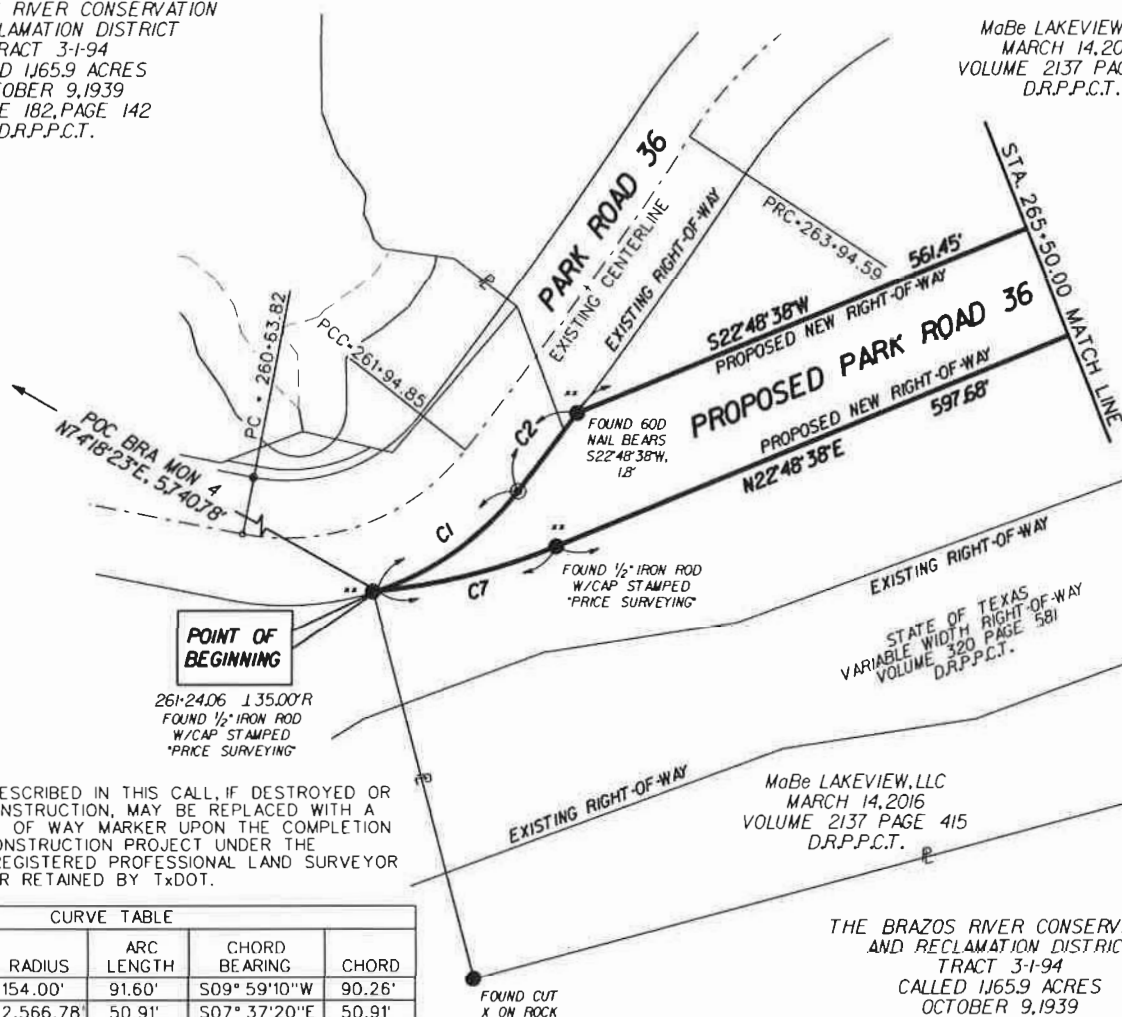 RIVER CONSERVATION
LAMATION DISTRICT
RACT 3-1-94
D 1,165.9 ACRES
OBER 9,1939
E 182, PAGE 142
D.R.P.P.C.T.
MaBe LAKEVIEW,
MARCH 14, 20
VOLUME 2137 PAG
D.R.P.P.C.T.
STA. 265+50.00 MATCH LINE
PARK ROAD 36
EXISTING CENTERLINE
EXISTING RIGHT-OF-WAY
PRC+263+94.59
561.45'
S22°48'38"W
PROPOSED NEW RIGHT-OF-WAY
PROPOSED PARK ROAD 36
PROPOSED NEW RIGHT-OF-WAY
597.68'
N22°48'38"E
PC + 260+63.82
PCC+261+94.85
POC BRA MON 4
N74°18'23"E, 5,740.78'
C2
FOUND 60D
NAIL BEARS
S22°48'38"W,
1.8'
C1
C7
FOUND 1/2" IRON ROD
W/CAP STAMPED
"PRICE SURVEYING"
POINT OF
BEGINNING
261+24.06 135.00'R
FOUND 1/2" IRON ROD
W/CAP STAMPED
"PRICE SURVEYING"
EXISTING RIGHT-OF-WAY
STATE OF TEXAS
VARIABLE WIDTH RIGHT-OF-WAY
VOLUME 320 PAGE 581
D.R.P.P.C.T.
EXISTING RIGHT-OF-WAY
MaBe LAKEVIEW, LLC
MARCH 14, 2016
VOLUME 2137 PAGE 415
D.R.P.P.C.T.
ESCRIBED IN THIS CALL, IF DESTROYED OR
NSTRUCTION, MAY BE REPLACED WITH A
OF WAY MARKER UPON THE COMPLETION
ONSTRUCTION PROJECT UNDER THE
REGISTERED PROFESSIONAL LAND SURVEYOR
R RETAINED BY TxDOT.
CURVE TABLE
RADIUS ARC LENGTH CHORD BEARING CHORD
154.00' 91.60' S09° 59'10"W 90.26'
2,566.78' 50.91' S07° 37'20"E 50.91'
FOUND CUT
X ON ROCK
THE BRAZOS RIVER CONSERV
AND RECLAMATION DISTRIC
TRACT 3-1-94
CALLED 1,165.9 ACRES
OCTOBER 9,1939